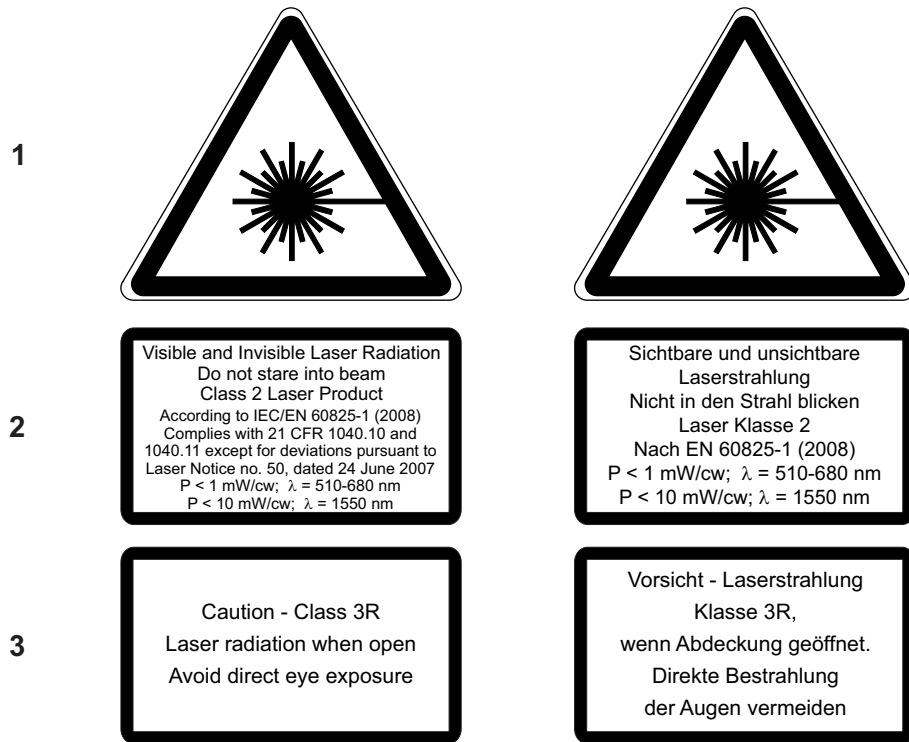 1
2
Visible and Invisible Laser Radiation
Do not stare into beam
Class 2 Laser Product
According to IEC/EN 60825-1 (2008)
Complies with 21 CFR 1040.10 and
1040.11 except for deviations pursuant to
Laser Notice no. 50, dated 24 June 2007
P < 1 mW/cw; λ = 510-680 nm
P < 10 mW/cw; λ = 1550 nm
Sichtbare und unsichtbare
Laserstrahlung
Nicht in den Strahl blicken
Laser Klasse 2
Nach EN 60825-1 (2008)
P < 1 mW/cw; λ = 510-680 nm
P < 10 mW/cw; λ = 1550 nm
3
Caution - Class 3R
Laser radiation when open
Avoid direct eye exposure
Vorsicht - Laserstrahlung
Klasse 3R,
wenn Abdeckung geöffnet.
Direkte Bestrahlung
der Augen vermeiden